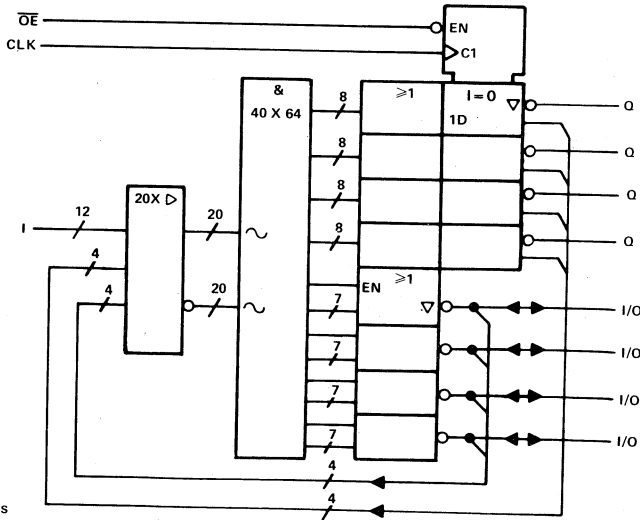 O̅E̅
EN
CLK
C1
&
40 X 64
≥1
I=0
▽
1D
8
Q
8
Q
8
Q
8
Q
I
12
20X ▷
20
4
4
20
EN
≥1
▽
7
I/O
7
I/O
7
I/O
7
I/O
4
4
s